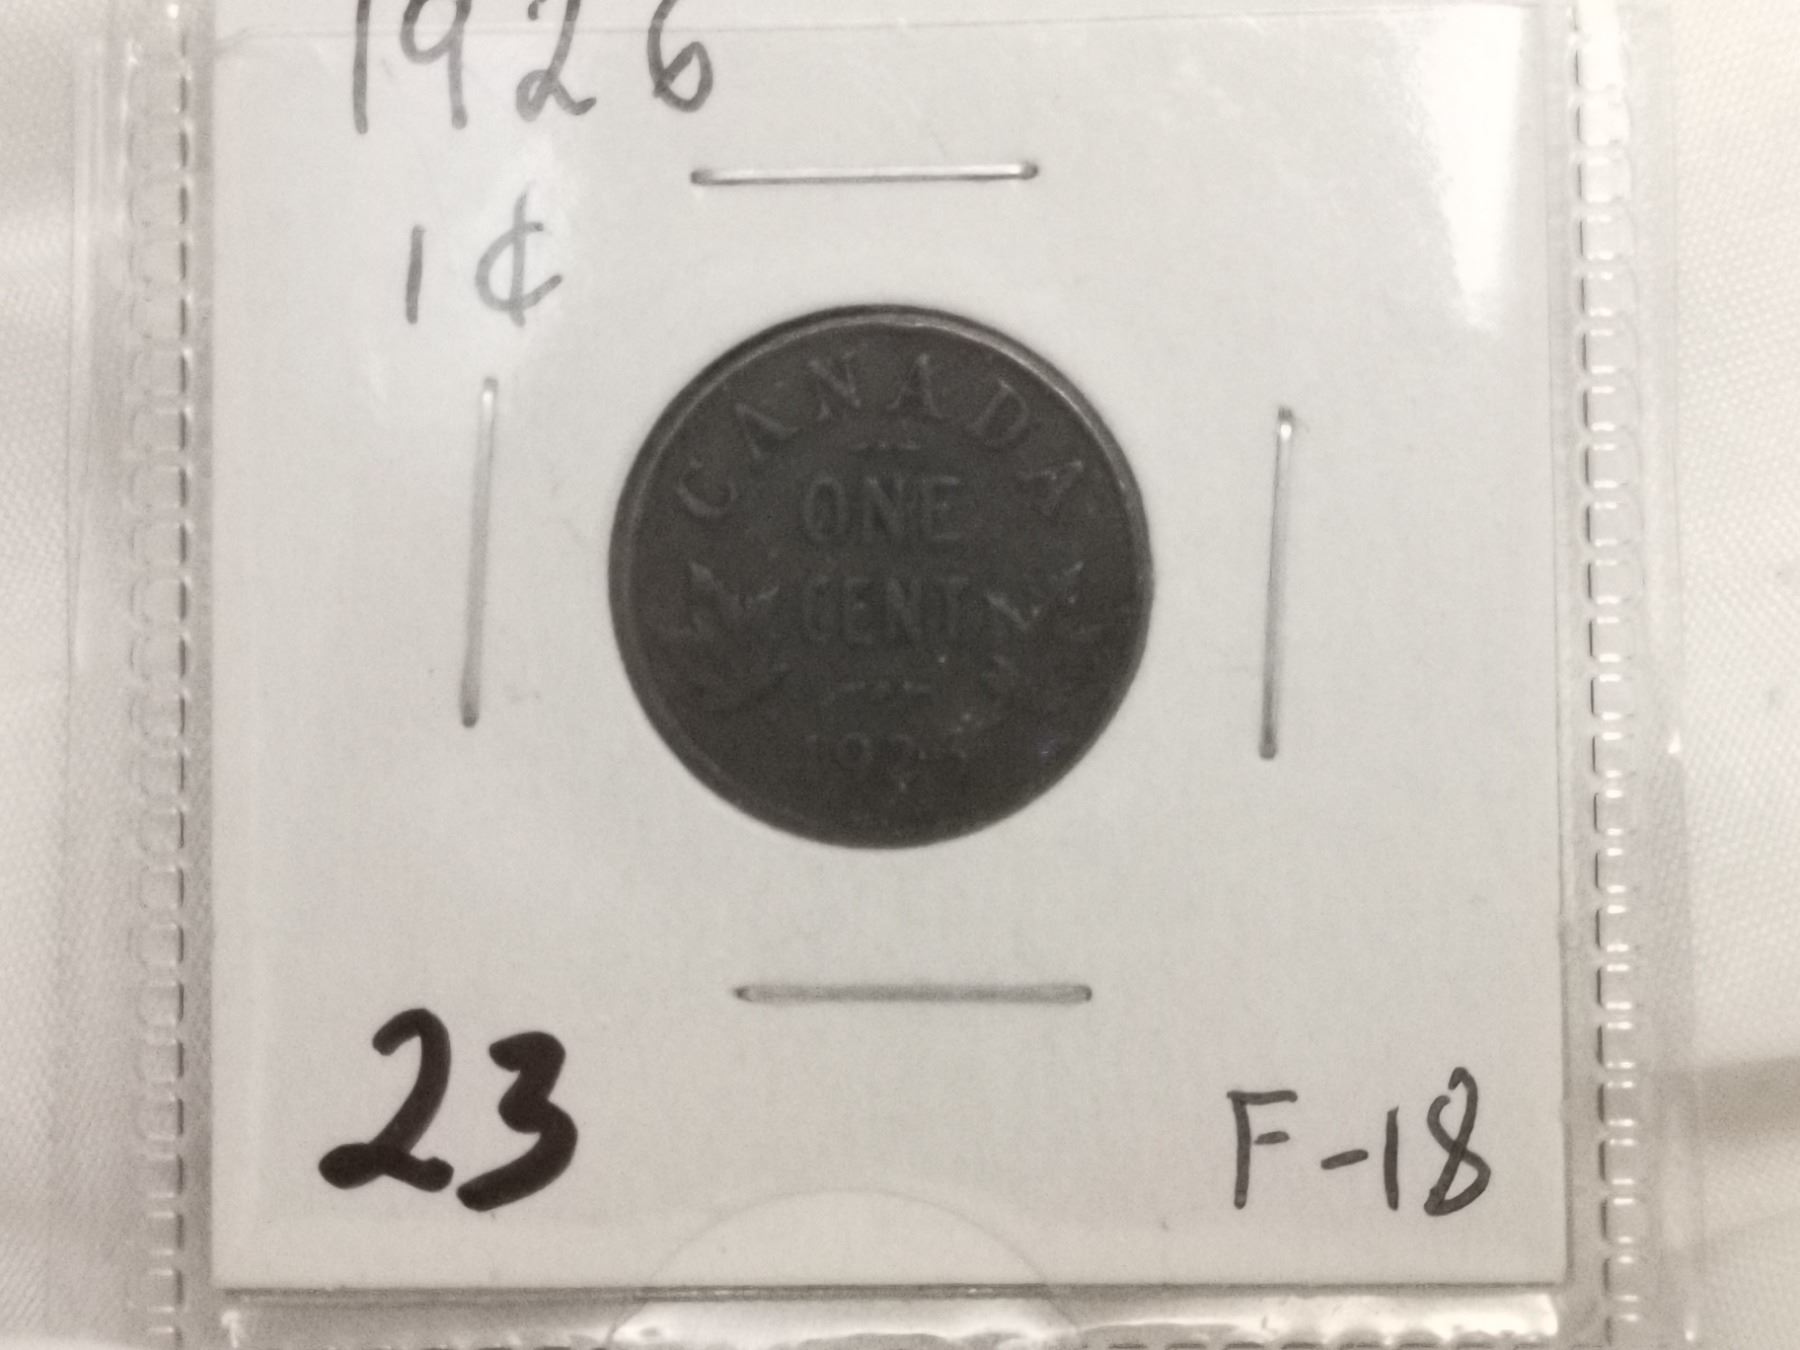 1926
1¢
CANADA
ONE
CENT
23
F-18